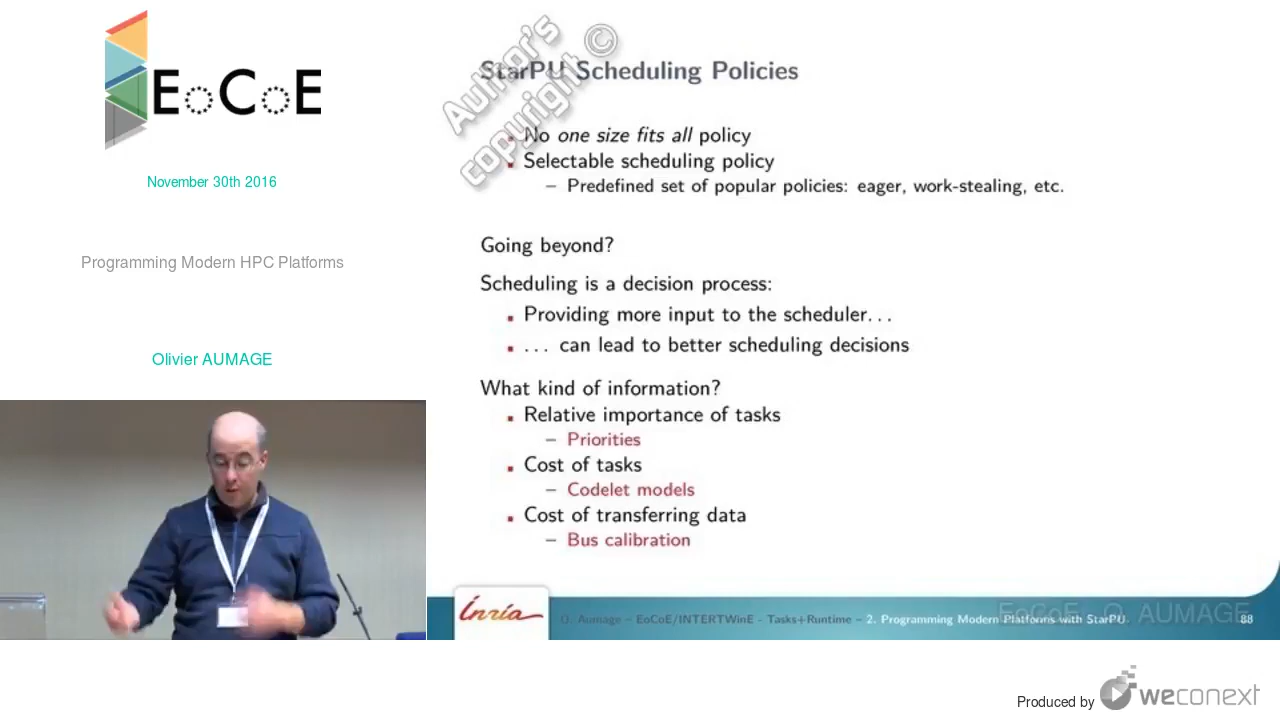 EoCoE
November 30th 2016
Programming Modern HPC Platforms
Olivier AUMAGE
Author's
copyright ©
StarPU Scheduling Policies
No one size fits all policy
Selectable scheduling policy
– Predefined set of popular policies: eager, work-stealing, etc.
Going beyond?
Scheduling is a decision process:
Providing more input to the scheduler...
... can lead to better scheduling decisions
What kind of information?
Relative importance of tasks
– Priorities
Cost of tasks
– Codelet models
Cost of transferring data
– Bus calibration
Inria
O. Aumage – EoCoE/INTERTWinE - Tasks+Runtime – 2. Programming Modern Platforms with StarPU
EoCoE O. AUMAGE
88
Produced by weconext